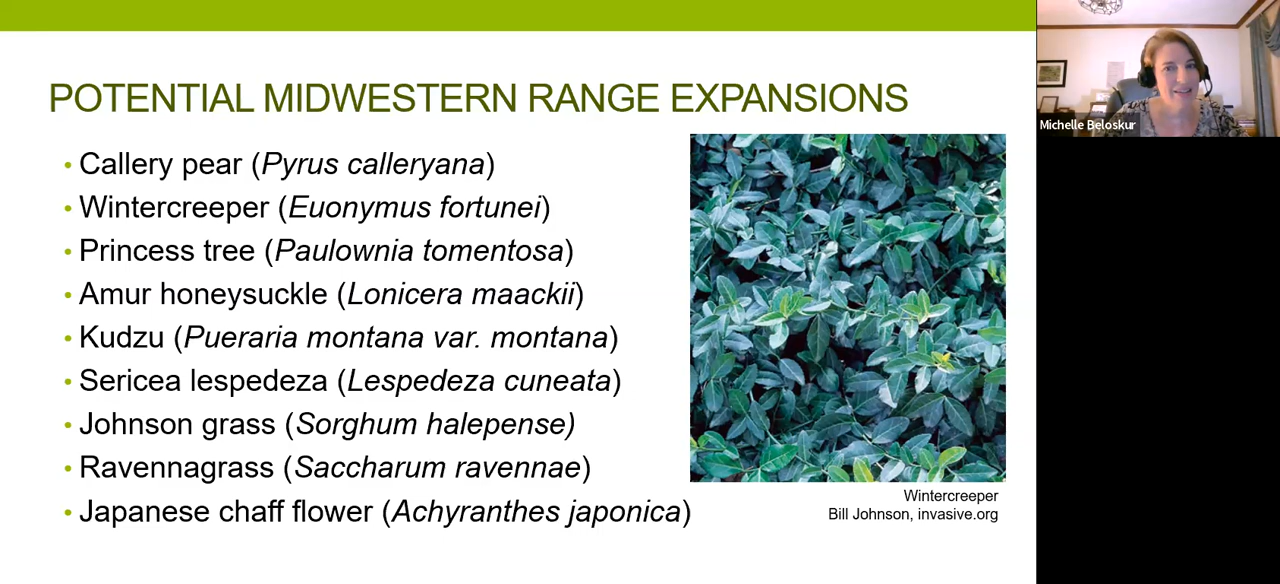 POTENTIAL MIDWESTERN RANGE EXPANSIONS
• Callery pear (Pyrus calleryana)
• Wintercreeper (Euonymus fortunei)
• Princess tree (Paulownia tomentosa)
• Amur honeysuckle (Lonicera maackii)
• Kudzu (Pueraria montana var. montana)
• Sericea lespedeza (Lespedeza cuneata)
• Johnson grass (Sorghum halepense)
• Ravennagrass (Saccharum ravennae)
• Japanese chaff flower (Achyranthes japonica)
Wintercreeper
Bill Johnson, invasive.org
Michelle Beloskur